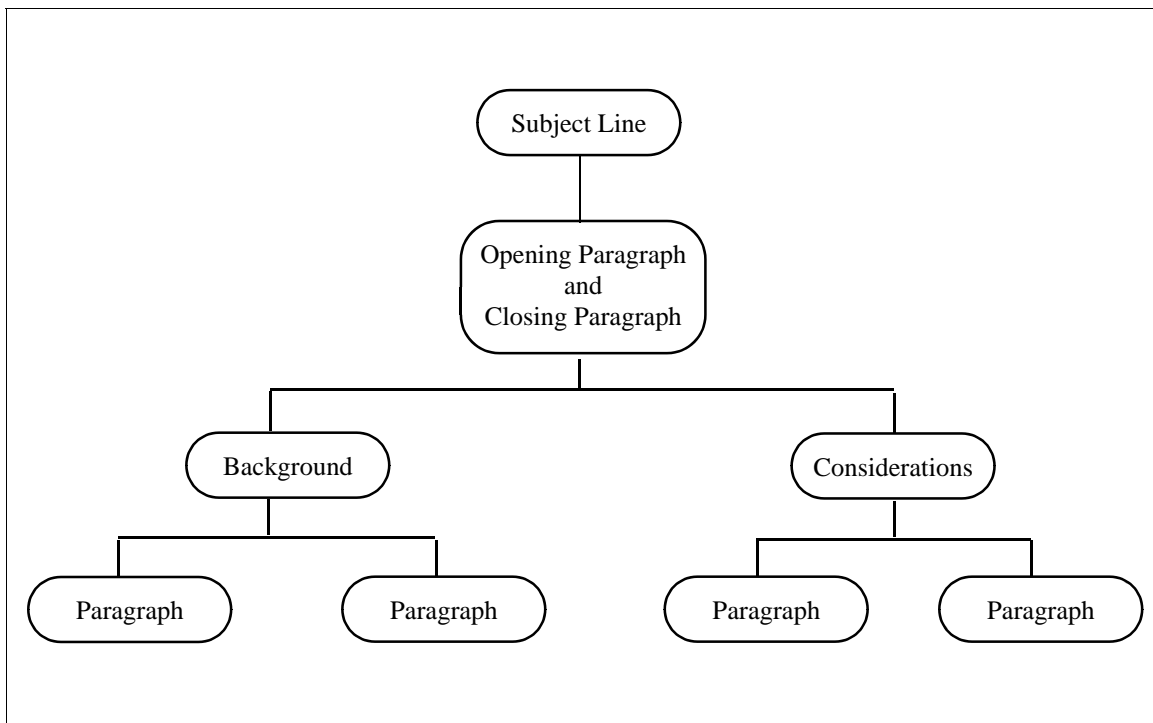 Subject Line
Opening Paragraph
and
Closing Paragraph
Background
Considerations
Paragraph
Paragraph
Paragraph
Paragraph